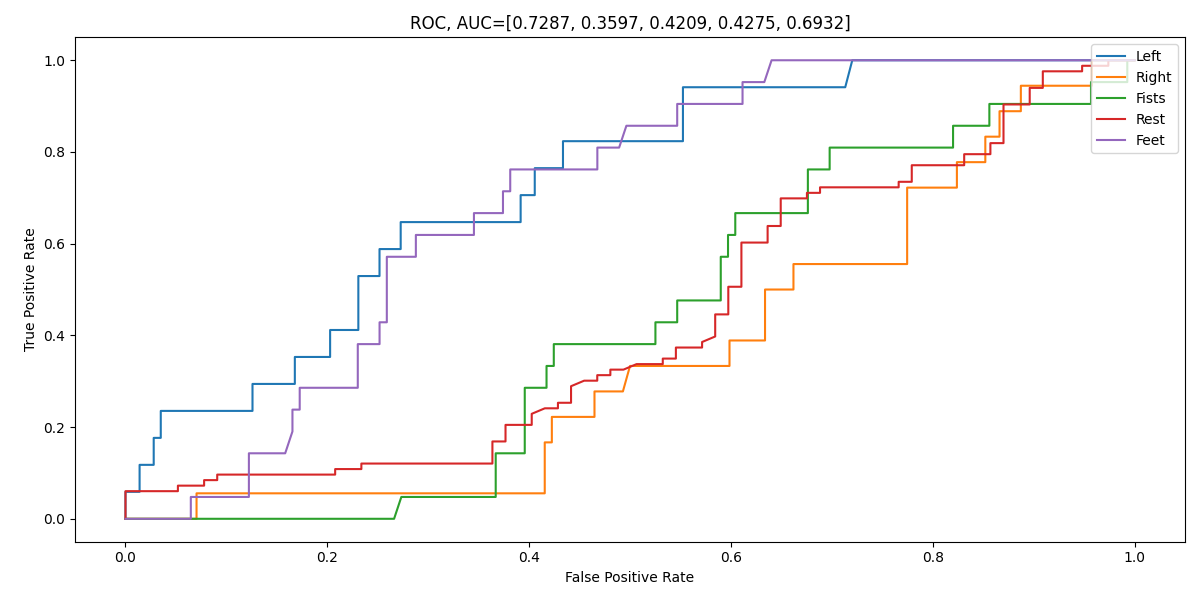 ROC, AUC=[0.7287, 0.3597, 0.4209, 0.4275, 0.6932]
Left
Right
Fists
Rest
Feet
True Positive Rate
1.0
0.8
0.6
0.4
0.2
0.0
0.0 0.2 0.4 0.6 0.8 1.0
False Positive Rate